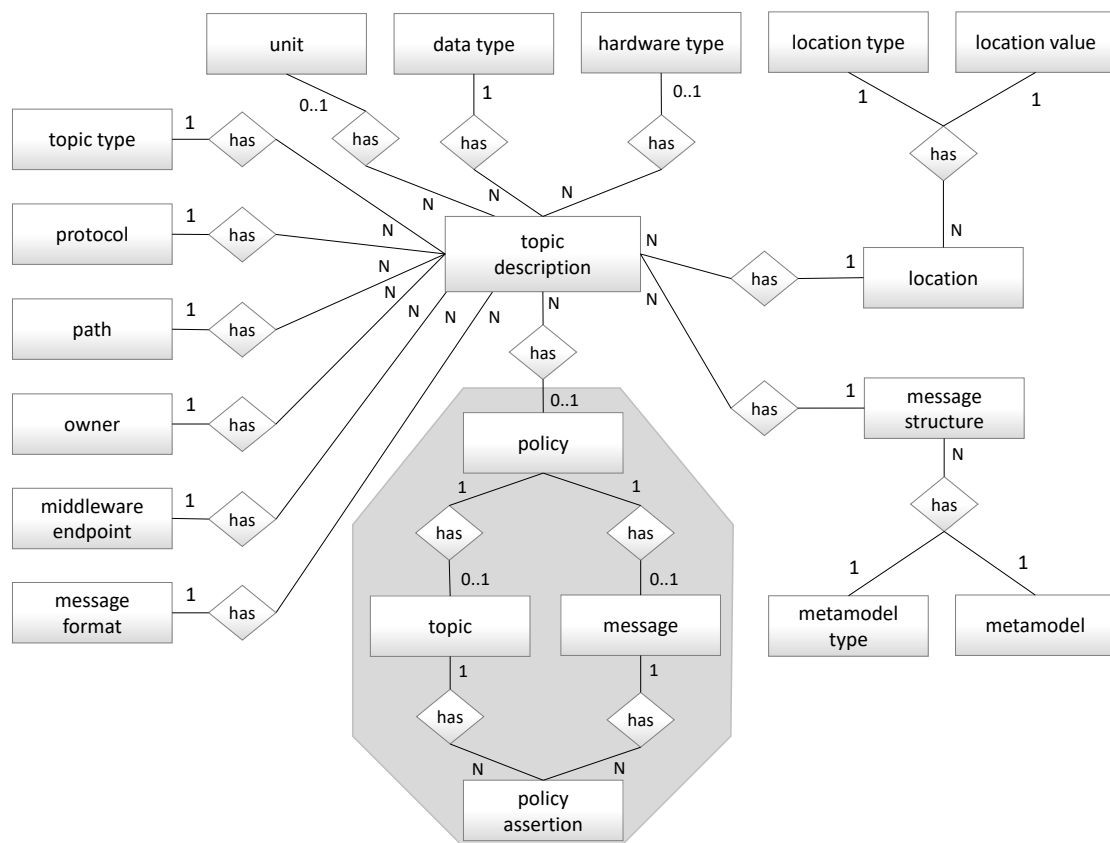 unit
data type
hardware type
location type
location value
0..1
1
0..1
1
1
topic type
1
has
has
has
has
has
N
N
N
N
protocol
1
has
N
topic
description
N
has
1
location
N
path
1
has
N
N
N
N
N
N
N
has
owner
1
has
0..1
policy
has
1
message
structure
N
middleware
endpoint
1
has
1
1
has
has
has
message
format
1
has
0..1
0..1
1
1
topic
message
metamodel
type
metamodel
1
1
has
has
N
N
policy
assertion